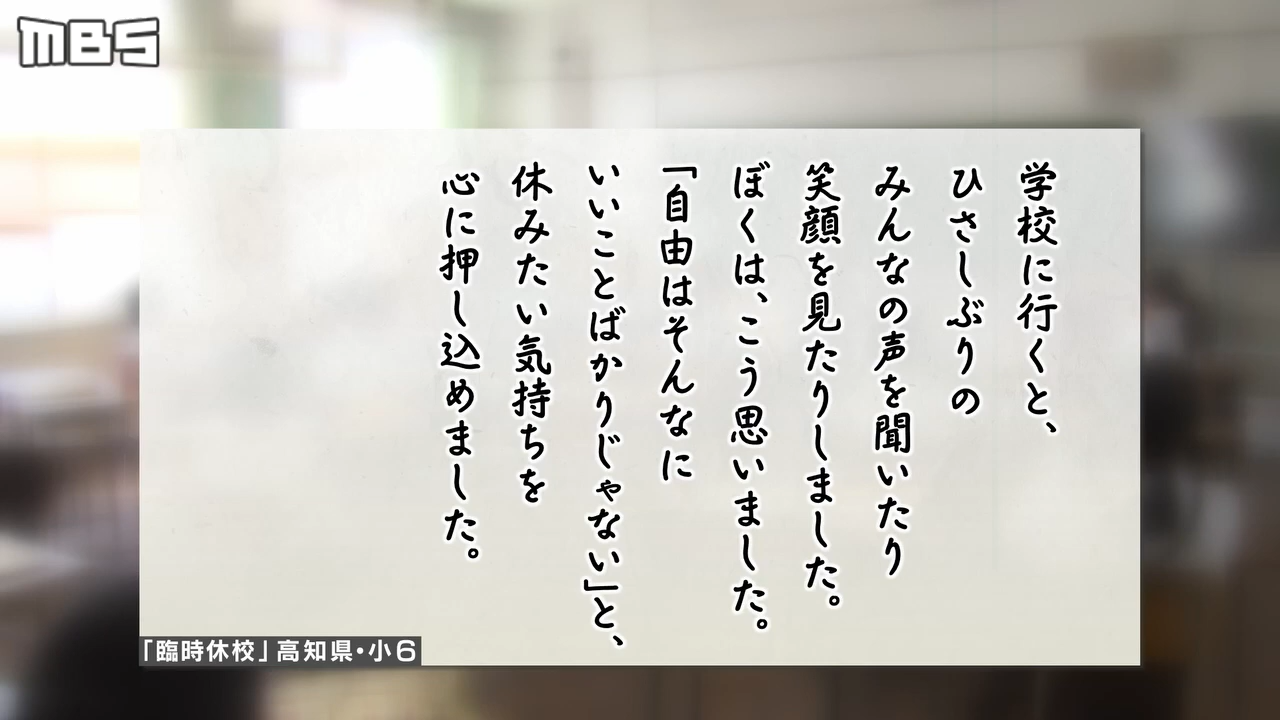 MBS
学校に行くと、
ひさしぶりの
みんなの声を聞いたり
笑顔を見たりしました。
ぼくは、こう思いました。
「自由はそんなに
いいことばかりじゃない」と、
休みたい気持ちを
心に押し込めました。
「臨時休校」高知県・小6